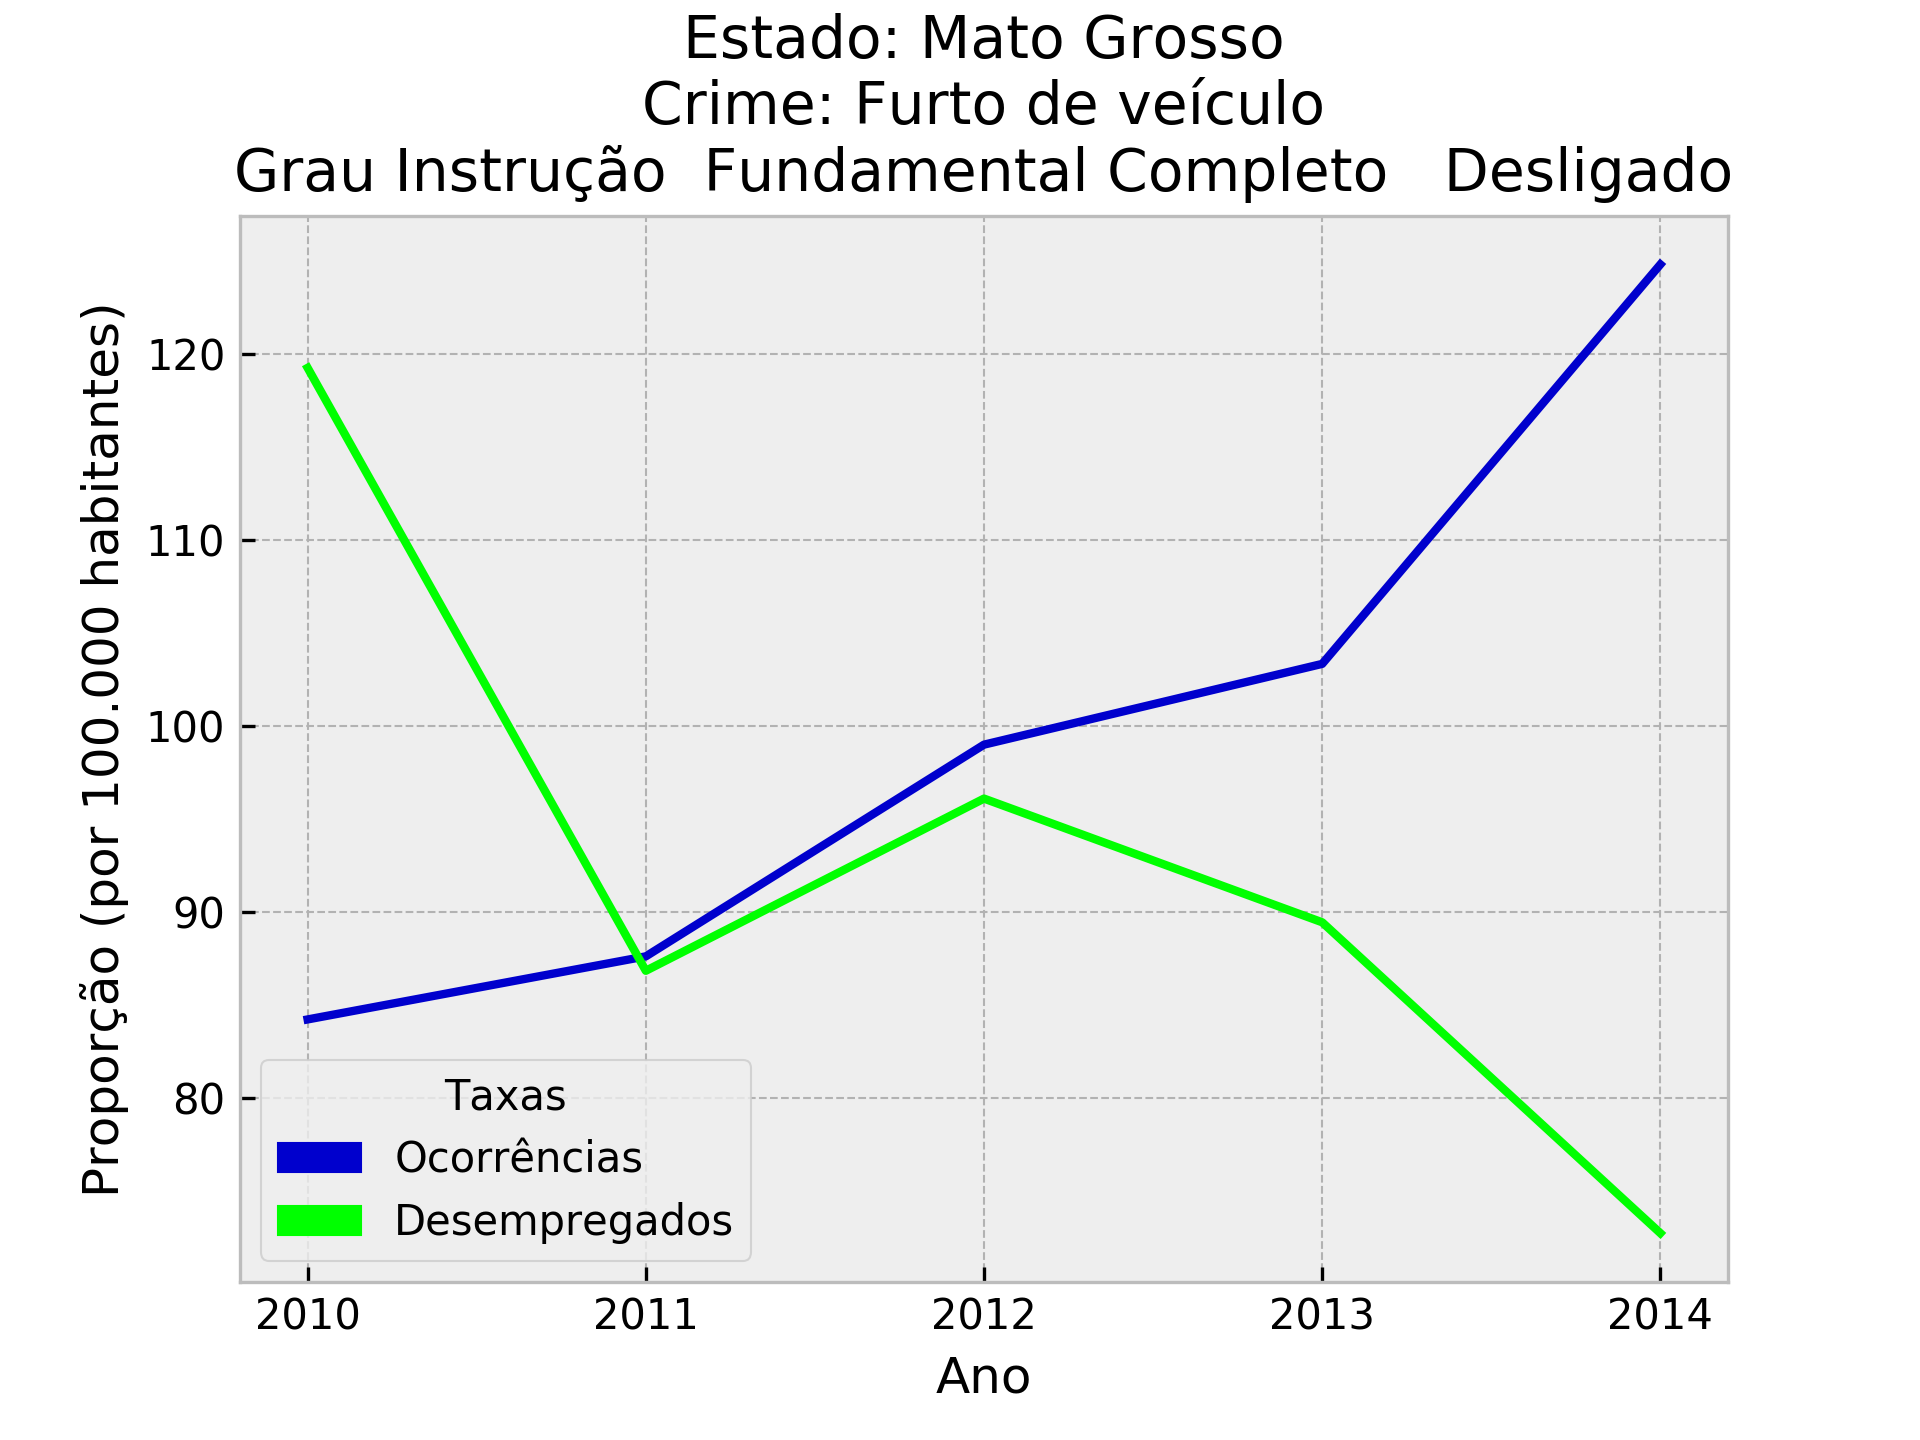 Estado: Mato Grosso
Crime: Furto de veículo
Grau Instrução  Fundamental Completo   Desligado
Proporção (por 100.000 habitantes)
120
110
100
90
80
Taxas
Ocorrências
Desempregados
2010 2011 2012 2013 2014
Ano